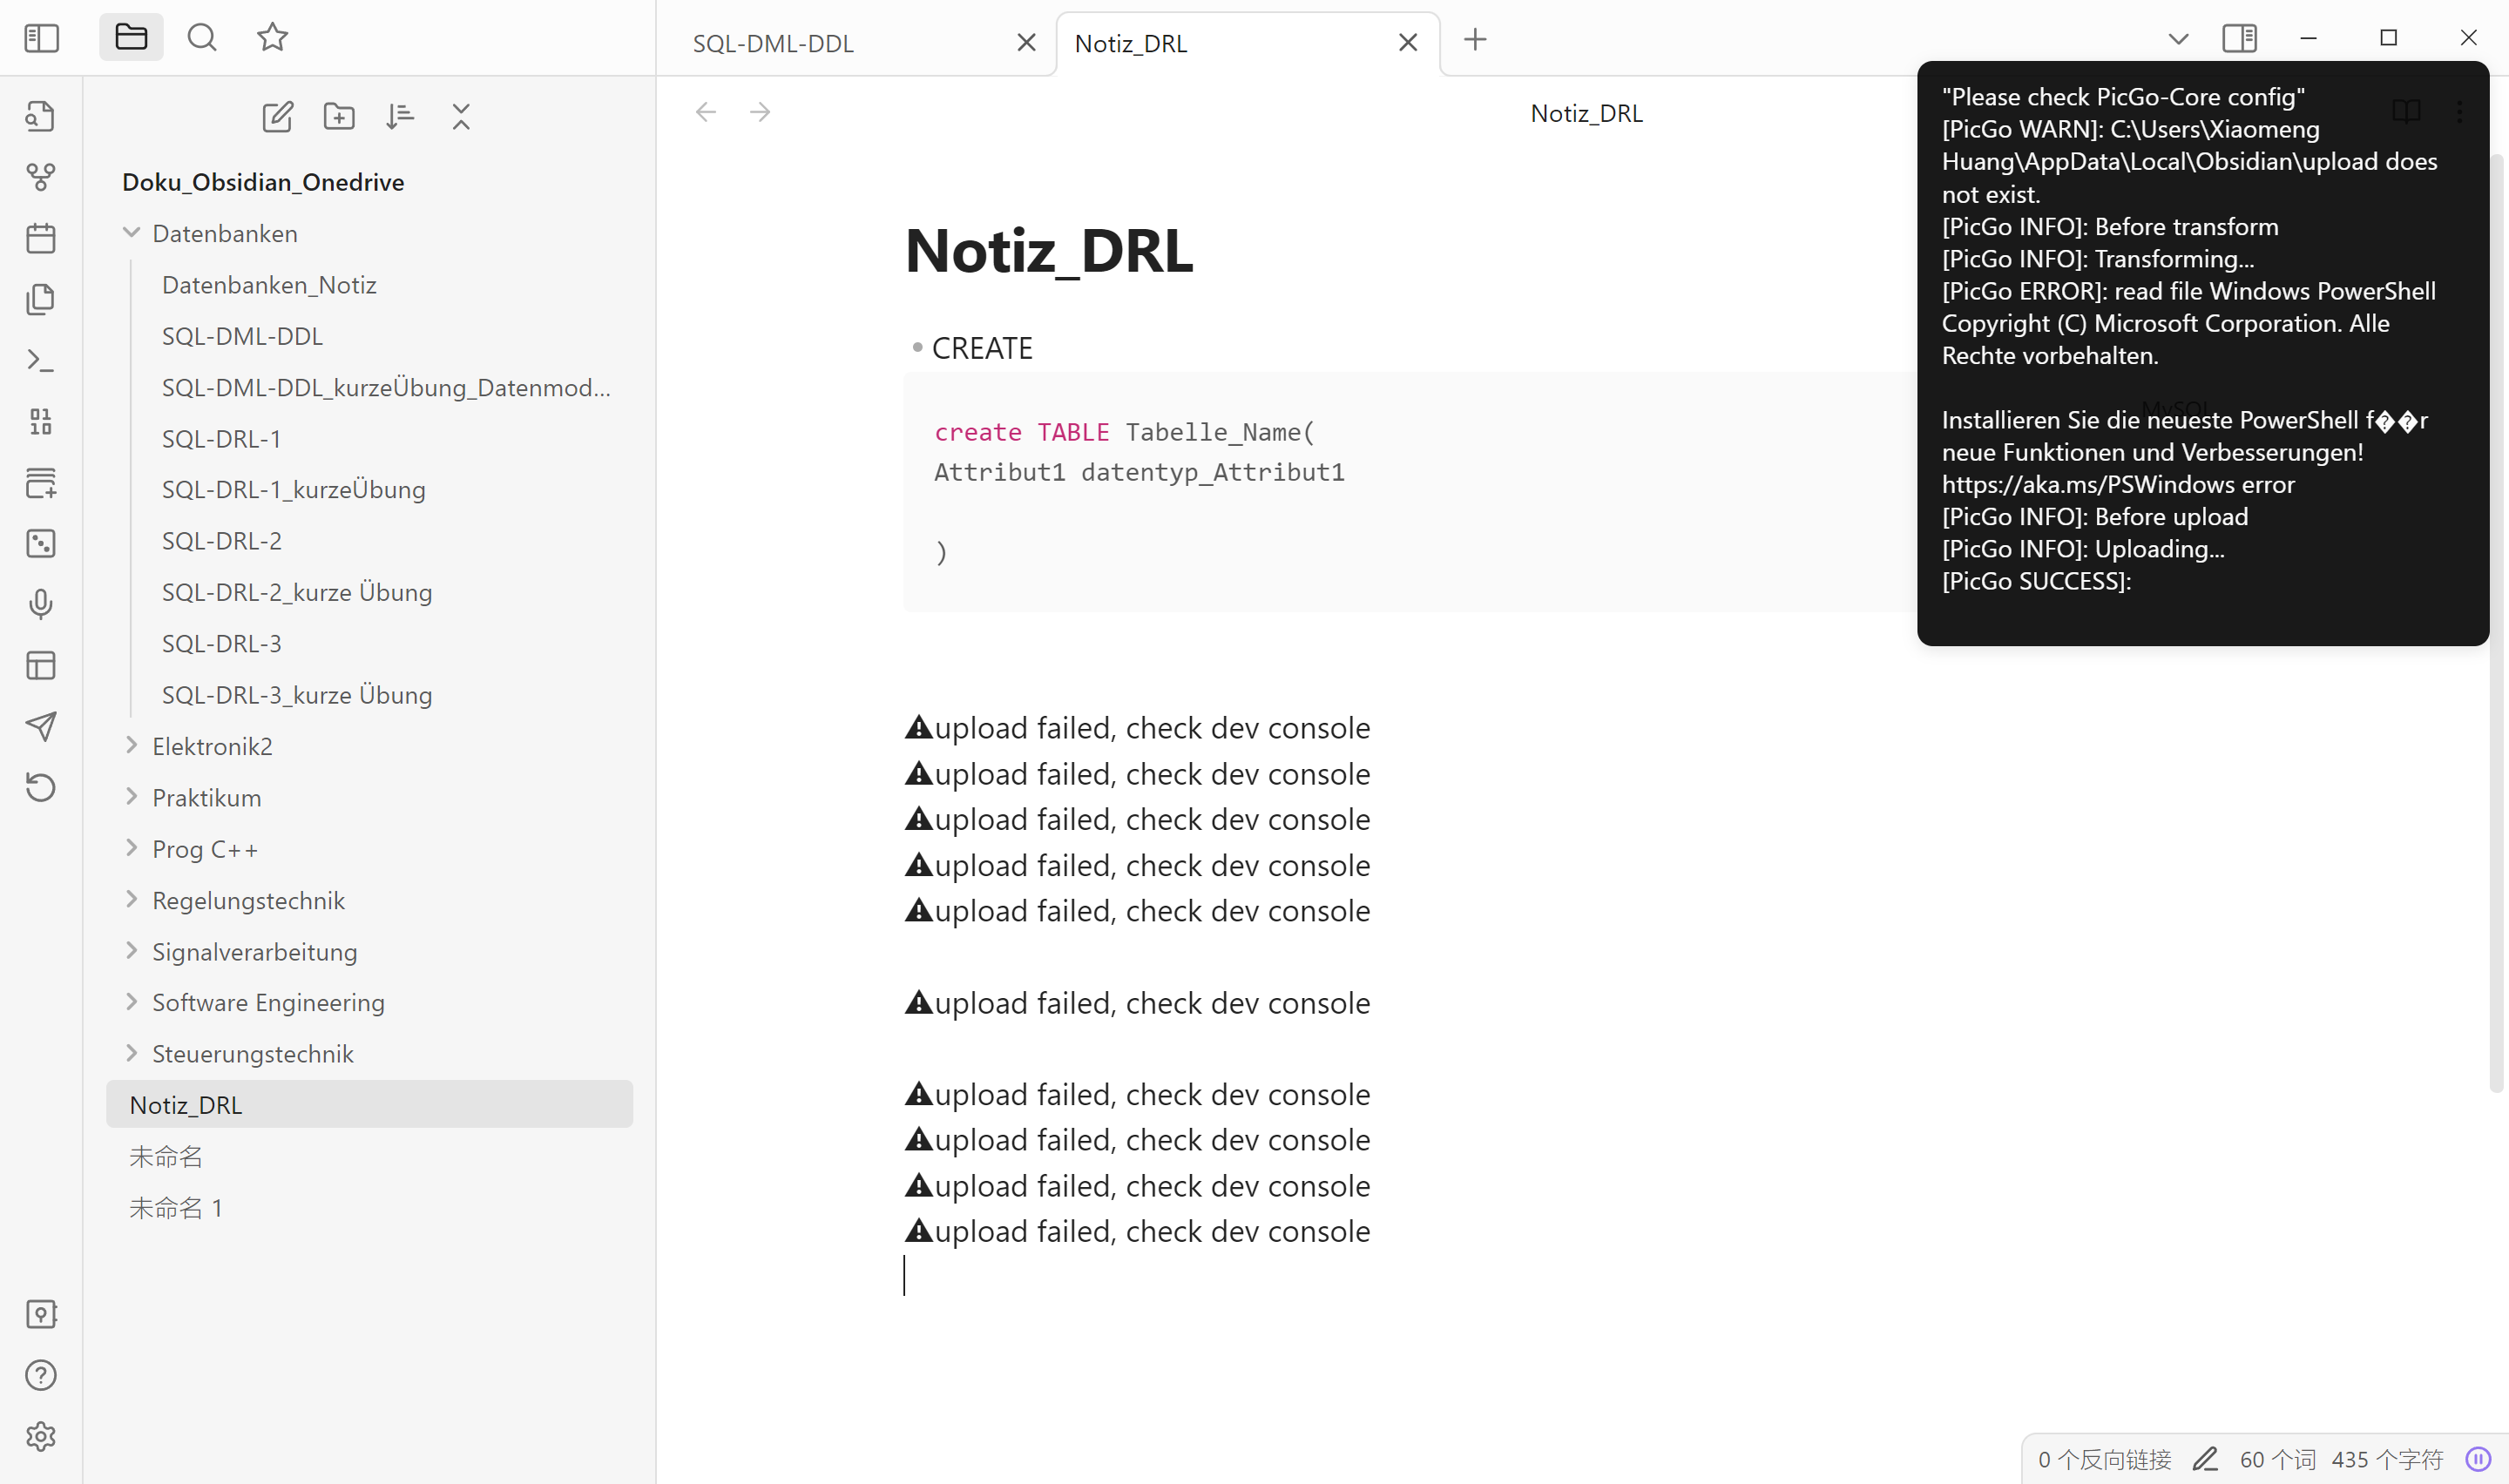 SQL-DML-DDL
Notiz_DRL
Notiz_DRL
Doku_Obsidian_Onedrive
Datenbanken
Datenbanken_Notiz
SQL-DML-DDL
SQL-DML-DDL_kurzeÜbung_Datenmod...
SQL-DRL-1
SQL-DRL-1_kurzeÜbung
SQL-DRL-2
SQL-DRL-2_kurze Übung
SQL-DRL-3
SQL-DRL-3_kurze Übung
Elektronik2
Praktikum
Prog C++
Regelungstechnik
Signalverarbeitung
Software Engineering
Steuerungstechnik
Notiz_DRL
未命名
未命名 1
Notiz_DRL
CREATE
create TABLE Tabelle_Name(
Attribut1 datentyp_Attribut1
)
MySQL
⚠upload failed, check dev console
⚠upload failed, check dev console
⚠upload failed, check dev console
⚠upload failed, check dev console
⚠upload failed, check dev console
⚠upload failed, check dev console
⚠upload failed, check dev console
⚠upload failed, check dev console
⚠upload failed, check dev console
⚠upload failed, check dev console
"Please check PicGo-Core config"
[PicGo WARN]: C:\Users\Xiaomeng
Huang\AppData\Local\Obsidian\upload does
not exist.
[PicGo INFO]: Before transform
[PicGo INFO]: Transforming...
[PicGo ERROR]: read file Windows PowerShell
Copyright (C) Microsoft Corporation. Alle
Rechte vorbehalten.
Installieren Sie die neueste PowerShell f��r
neue Funktionen und Verbesserungen!
https://aka.ms/PSWindows error
[PicGo INFO]: Before upload
[PicGo INFO]: Uploading...
[PicGo SUCCESS]:
0 个反向链接 60 个词 435 个字符